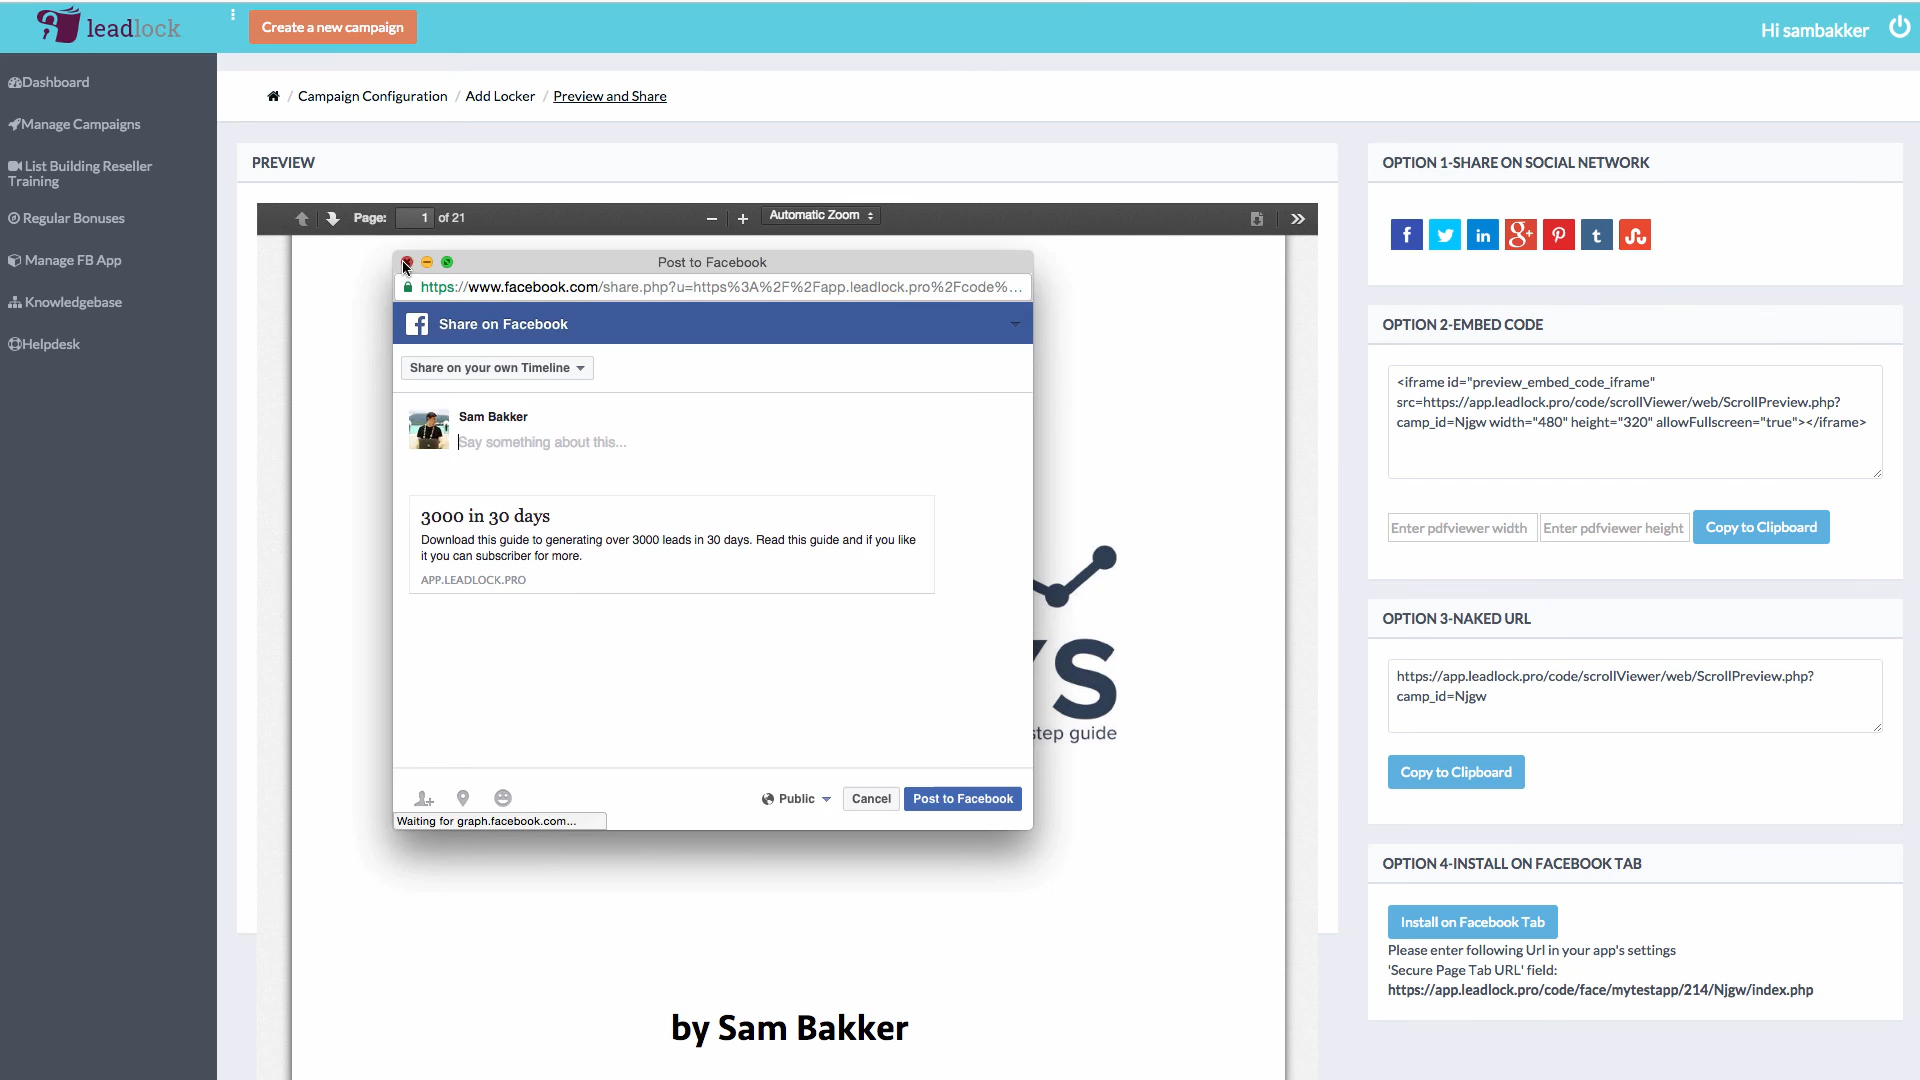 leadlock
Create a new campaign
Hi sambakker
Dashboard
Manage Campaigns
List Building Reseller
Training
Regular Bonuses
Manage FB App
Knowledgebase
Helpdesk
/ Campaign Configuration / Add Locker / Preview and Share
PREVIEW
Page: 1 of 21
Automatic Zoom
Post to Facebook
https://www.facebook.com/share.php?u=https%3A%2F%2Fapp.leadlock.pro%2Fcode%...
Share on Facebook
Share on your own Timeline
Sam Bakker
Say something about this...
3000 in 30 days
Download this guide to generating over 3000 leads in 30 days. Read this guide and if you like
it you can subscriber for more.
APP.LEADLOCK.PRO
Public
Cancel
Post to Facebook
Waiting for graph.facebook.com...
ys
step guide
by Sam Bakker
OPTION 1-SHARE ON SOCIAL NETWORK
f
in
g+
t
OPTION 2-EMBED CODE
<iframe id="preview_embed_code_iframe"
src=https://app.leadlock.pro/code/scrollViewer/web/ScrollPreview.php?
camp_id=Njgw width="480" height="320" allowFullscreen="true"></iframe>
Enter pdfviewer width
Enter pdfviewer height
Copy to Clipboard
OPTION 3-NAKED URL
https://app.leadlock.pro/code/scrollViewer/web/ScrollPreview.php?
camp_id=Njgw
Copy to Clipboard
OPTION 4-INSTALL ON FACEBOOK TAB
Install on Facebook Tab
Please enter following Url in your app's settings
'Secure Page Tab URL' field:
https://app.leadlock.pro/code/face/mytestapp/214/Njgw/index.php